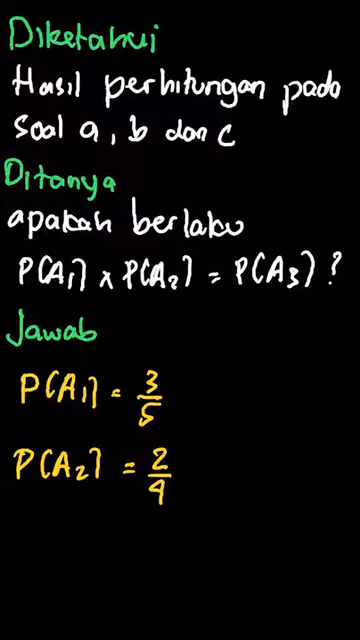 Diketahui
Hasil perhitungan pada
soal a, b dan c
Ditanya
apakah berlaku
P(A₁) x P(A₂) = P(A₃) ?
Jawab
P(A₁) = 3/5
P(A₂) = 2/4